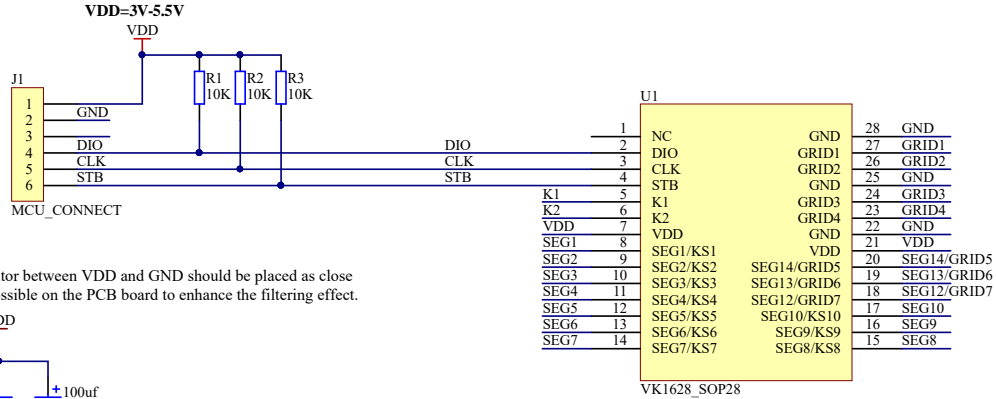 VDD=3V-5.5V
VDD
J1
R1
10K
R2
10K
R3
10K
1
2
3
4
5
6
GND
DIO
CLK
STB
DIO
CLK
STB
MCU_CONNECT
U1
1 NC
2 DIO
3 CLK
4 STB
K1 5 K1
K2 6 K2
VDD 7 VDD
SEG1 8 SEG1/KS1
SEG2 9 SEG2/KS2
SEG3 10 SEG3/KS3
SEG4 11 SEG4/KS4
SEG5 12 SEG5/KS5
SEG6 13 SEG6/KS6
SEG7 14 SEG7/KS7
GND 28 GND
GRID1 27 GRID1
GRID2 26 GRID2
GND 25 GND
GRID3 24 GRID3
GRID4 23 GRID4
GND 22 GND
VDD 21 VDD
SEG14/GRID5 20 SEG14/GRID5
SEG13/GRID6 19 SEG13/GRID6
SEG12/GRID7 18 SEG12/GRID7
SEG10/KS10 17 SEG10
SEG9/KS9 16 SEG9
SEG8/KS8 15 SEG8
VK1628_SOP28
tor between VDD and GND should be placed as close
ssible on the PCB board to enhance the filtering effect.
DD
+
100uf